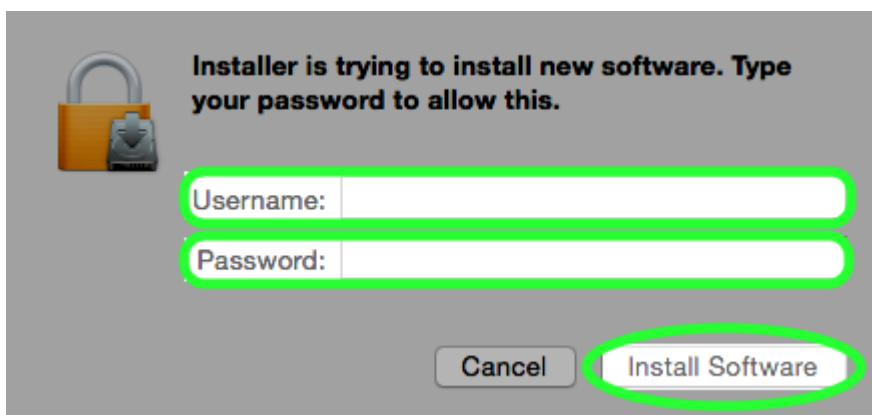 Installer is trying to install new software. Type
your password to allow this.
Username:
Password:
Cancel
Install Software